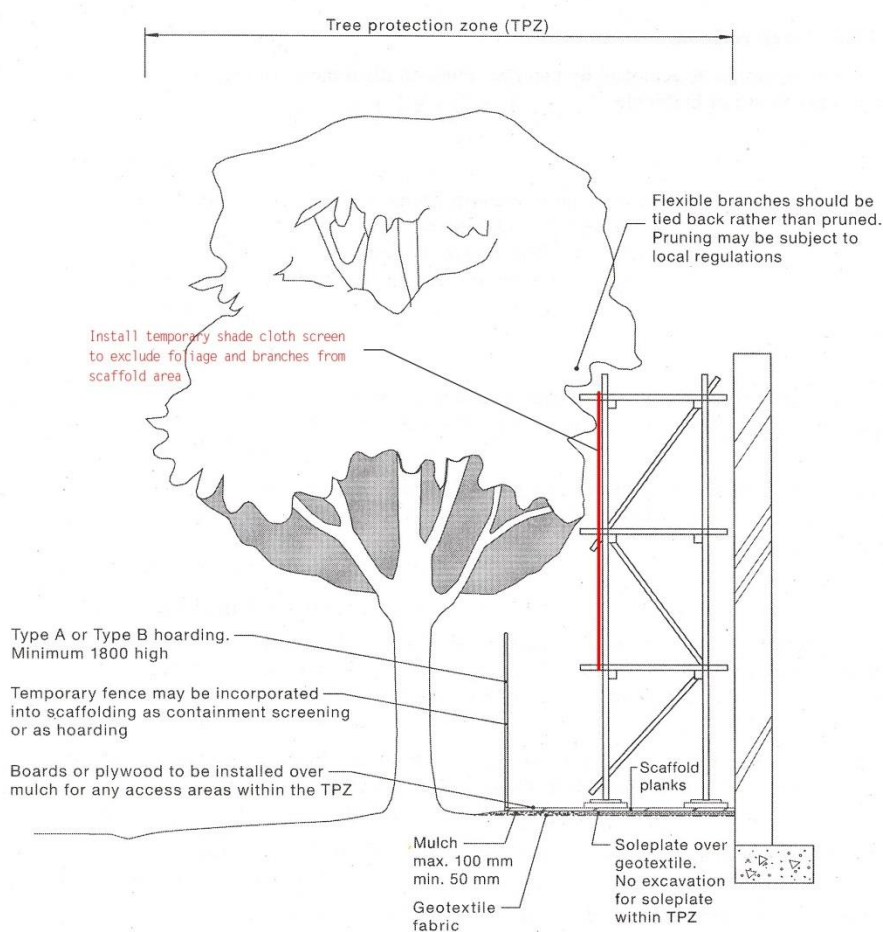 Tree protection zone (TPZ)
Flexible branches should be
tied back rather than pruned.
Pruning may be subject to
local regulations
Install temporary shade cloth screen
to exclude foliage and branches from
scaffold area
Type A or Type B hoarding.
Minimum 1800 high
Temporary fence may be incorporated
into scaffolding as containment screening
or as hoarding
Boards or plywood to be installed over
mulch for any access areas within the TPZ
Scaffold
planks
Mulch
max. 100 mm
min. 50 mm
Geotextile
fabric
Soleplate over
geotextile.
No excavation
for soleplate
within TPZ